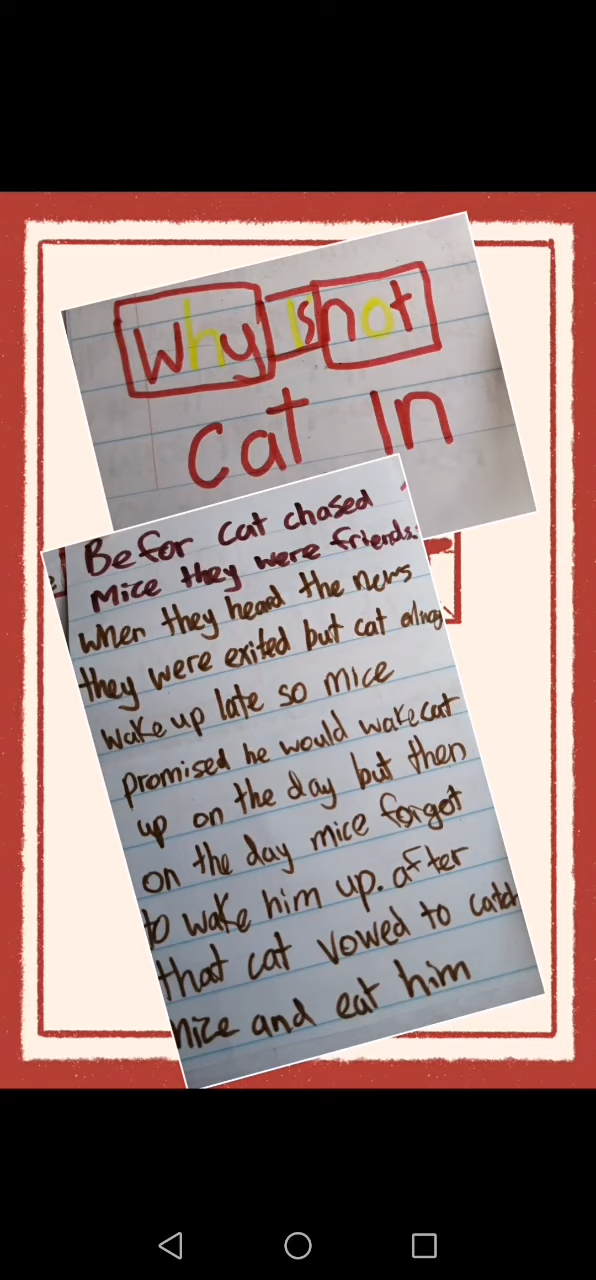 Why Is not
Cat In
Befor cat chased
Mice they were friends.
when they heard the news
they were exited but cat
wake up late so mice
promised he would wake cat
up on the day but then
on the day mice forgot
to wake him up. after
that cat vowed to catch
mice and eat him